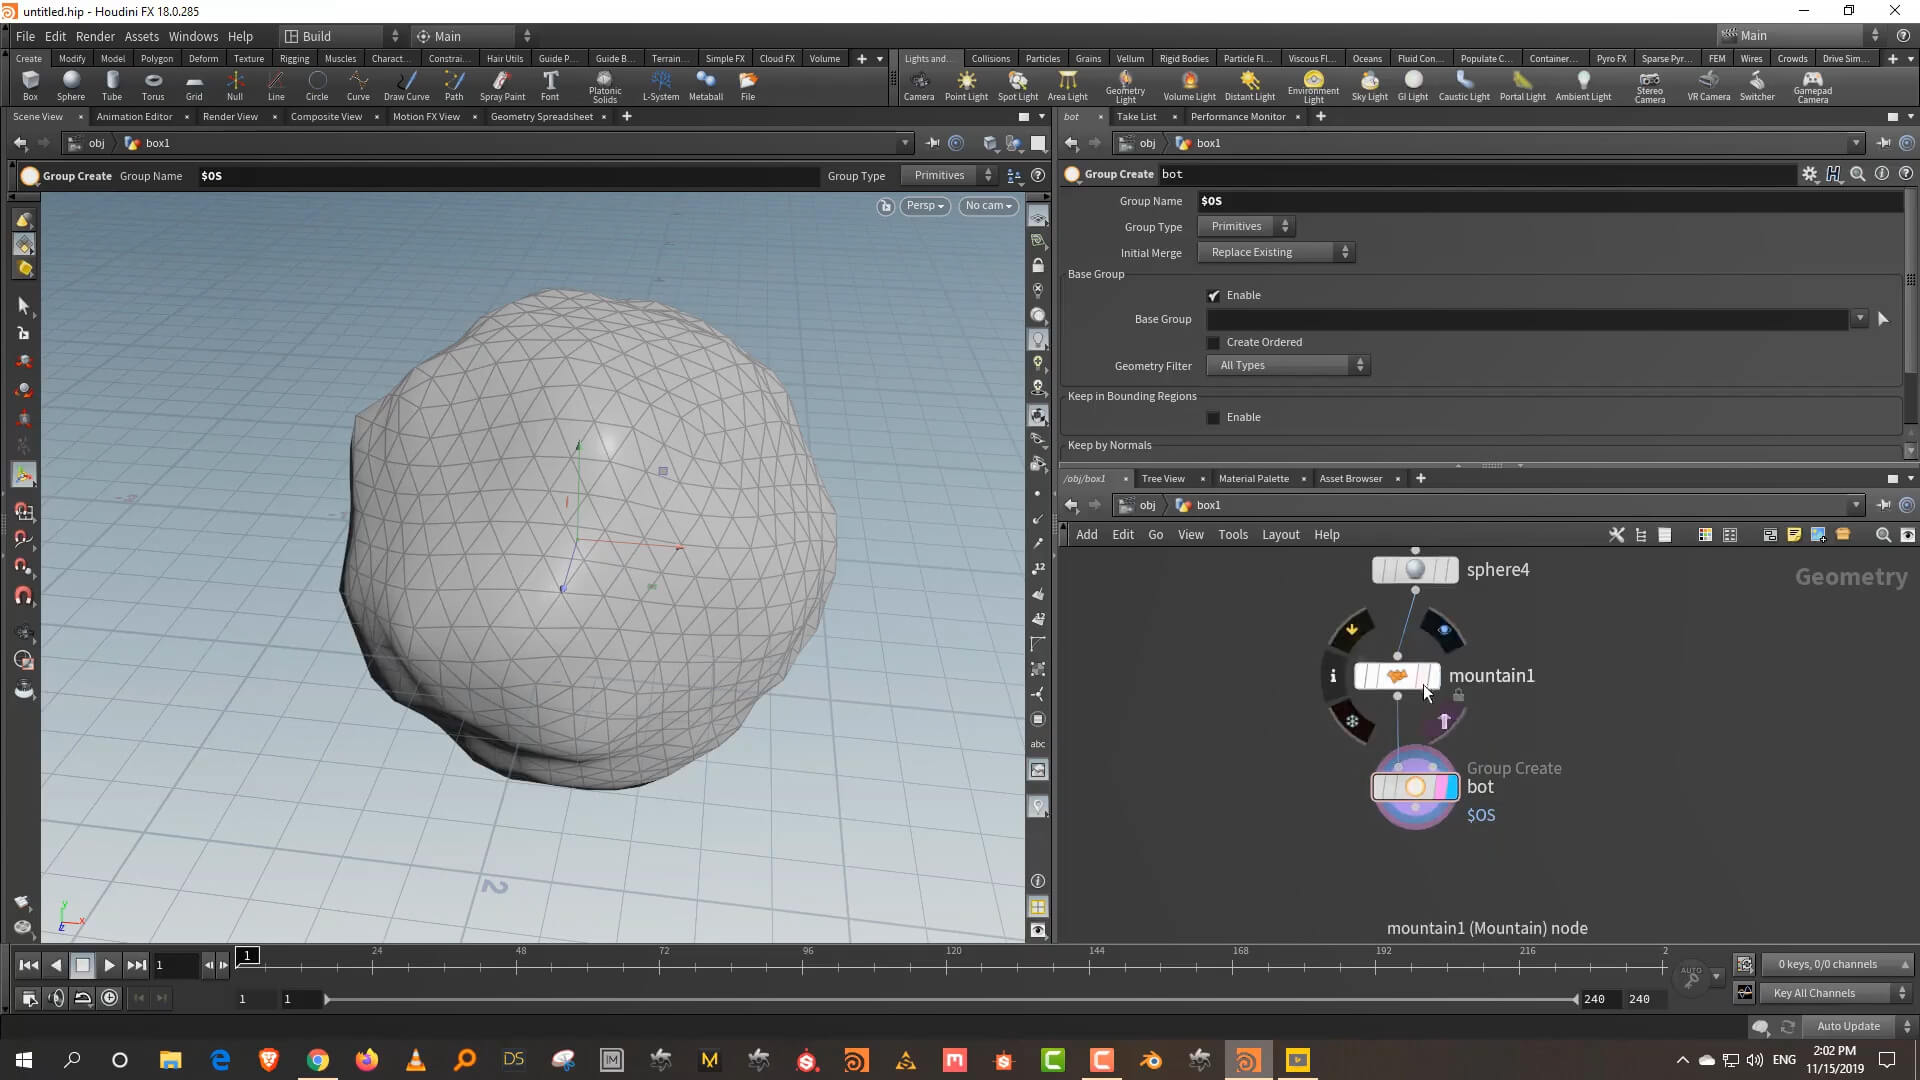 untitled.hip - Houdini FX 18.0.285
File Edit Render Assets Windows Help Build Main Main
Create Modify Model Polygon Deform Texture Rigging Muscles Charact... Constrai... Hair Utils Guide P... Guide B... Terrain... Simple FX Cloud FX Volume
Lights and... Collisions Particles Grains Vellum Rigid Bodies Particle Fl... Viscous Fl... Oceans Fluid Con... Populate C... Container... Pyro FX Sparse Pyr... FEM Wires Crowds Drive Sim...
Box Sphere Tube Torus Grid Null Line Circle Curve Draw Curve Path Spray Paint Font Platonic Solids L-System Metaball File
Camera Point Light Spot Light Area Light Geometry Light Volume Light Distant Light Environment Light Sky Light GI Light Caustic Light Portal Light Ambient Light Stereo Camera VR Camera Switcher Gamepad Camera
Scene View Animation Editor Render View Composite View Motion FX View Geometry Spreadsheet
bot Take List Performance Monitor
obj box1
obj box1
Group Create Group Name $OS Group Type Primitives
Group Create bot
Persp No cam
Group Name $OS
Group Type Primitives
Initial Merge Replace Existing
Base Group
Enable
Base Group
Create Ordered
Geometry Filter All Types
Keep in Bounding Regions
Enable
Keep by Normals
/obj/box1 Tree View Material Palette Asset Browser
obj box1
Add Edit Go View Tools Layout Help
Geometry
sphere4
mountain1
Group Create
bot
$OS
mountain1 (Mountain) node
12
12
abc
2
y
x
z
1 1 24 48 72 96 120 144 168 192 216 2
AUTO
0 keys, 0/0 channels
1 1 240 240
Key All Channels
Auto Update
DS
ENG
2:02 PM
11/15/2019